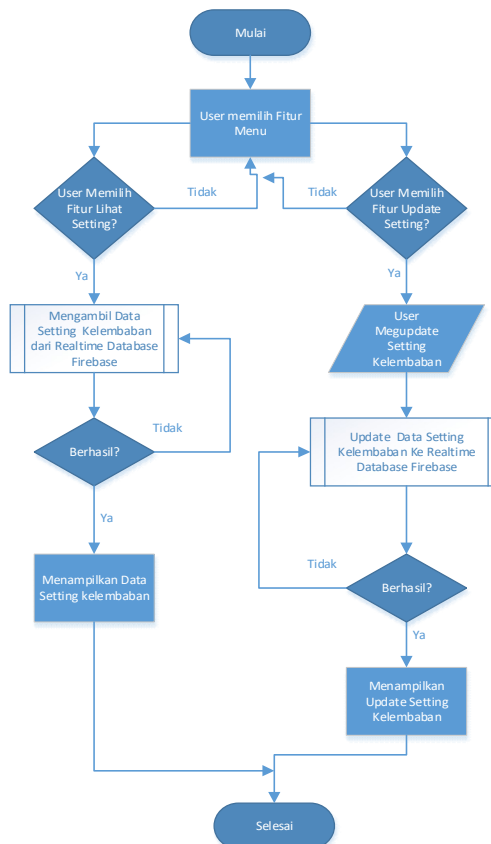 Mulai
User memilih Fitur
Menu
User Memilih
Fitur Lihat
Setting?
Tidak
Tidak
User Memilih
Fitur Update
Setting?
Ya
Ya
Mengambil Data
Setting Kelembaban
dari Realtime Database
Firebase
User
Megupdate
Setting
Kelembaban
Tidak
Berhasil?
Update Data Setting
Kelembaban Ke Realtime
Database Firebase
Ya
Menampilkan Data
Setting kelembaban
Tidak
Berhasil?
Ya
Menampilkan
Update Setting
Kelembaban
Selesai